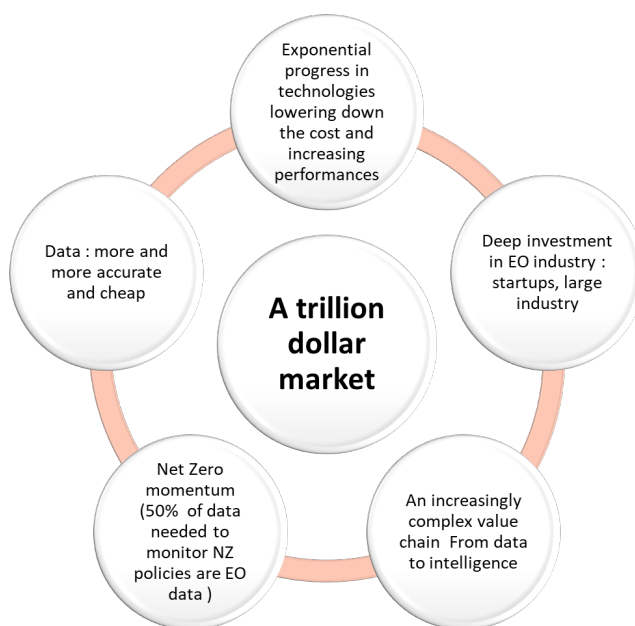 Exponential
progress in
technologies
lowering down
the cost and
increasing
performances
Deep investment
in EO industry :
startups, large
industry
An increasingly
complex value
chain From data
to intelligence
Net Zero
momentum
(50% of data
needed to
monitor NZ
policies are EO
data )
Data : more and
more accurate
and cheap
A trillion
dollar
market